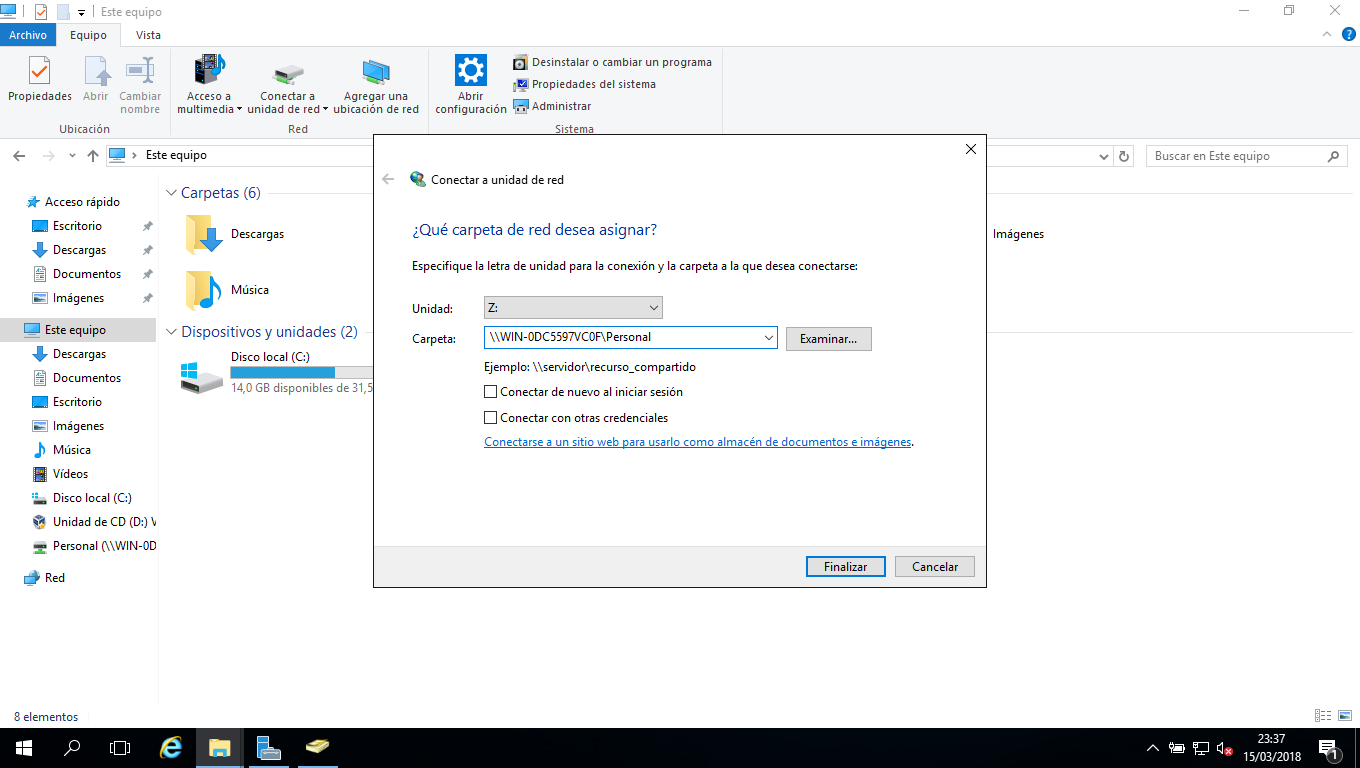 Este equipo
Archivo
Equipo
Vista
Propiedades
Abrir
Cambiar nombre
Ubicación
Acceso a multimedia
Conectar a unidad de red
Agregar una ubicación de red
Red
Abrir configuración
Desinstalar o cambiar un programa
Propiedades del sistema
Administrar
Sistema
Este equipo
Buscar en Este equipo
Acceso rápido
Escritorio
Descargas
Documentos
Imágenes
Este equipo
Descargas
Documentos
Escritorio
Imágenes
Música
Vídeos
Disco local (C:)
Unidad de CD (D:) V
Personal (\\WIN-0D
Red
Carpetas (6)
Descargas
Música
Imágenes
Dispositivos y unidades (2)
Disco local (C:)
14,0 GB disponibles de 31,5
Conectar a unidad de red
¿Qué carpeta de red desea asignar?
Especifique la letra de unidad para la conexión y la carpeta a la que desea conectarse:
Unidad: Z:
Carpeta: \\WIN-0DC5597VC0F\Personal Examinar...
Ejemplo: \\servidor\recurso_compartido
Conectar de nuevo al iniciar sesión
Conectar con otras credenciales
Conectarse a un sitio web para usarlo como almacén de documentos e imágenes.
Finalizar Cancelar
8 elementos
23:37
15/03/2018
1